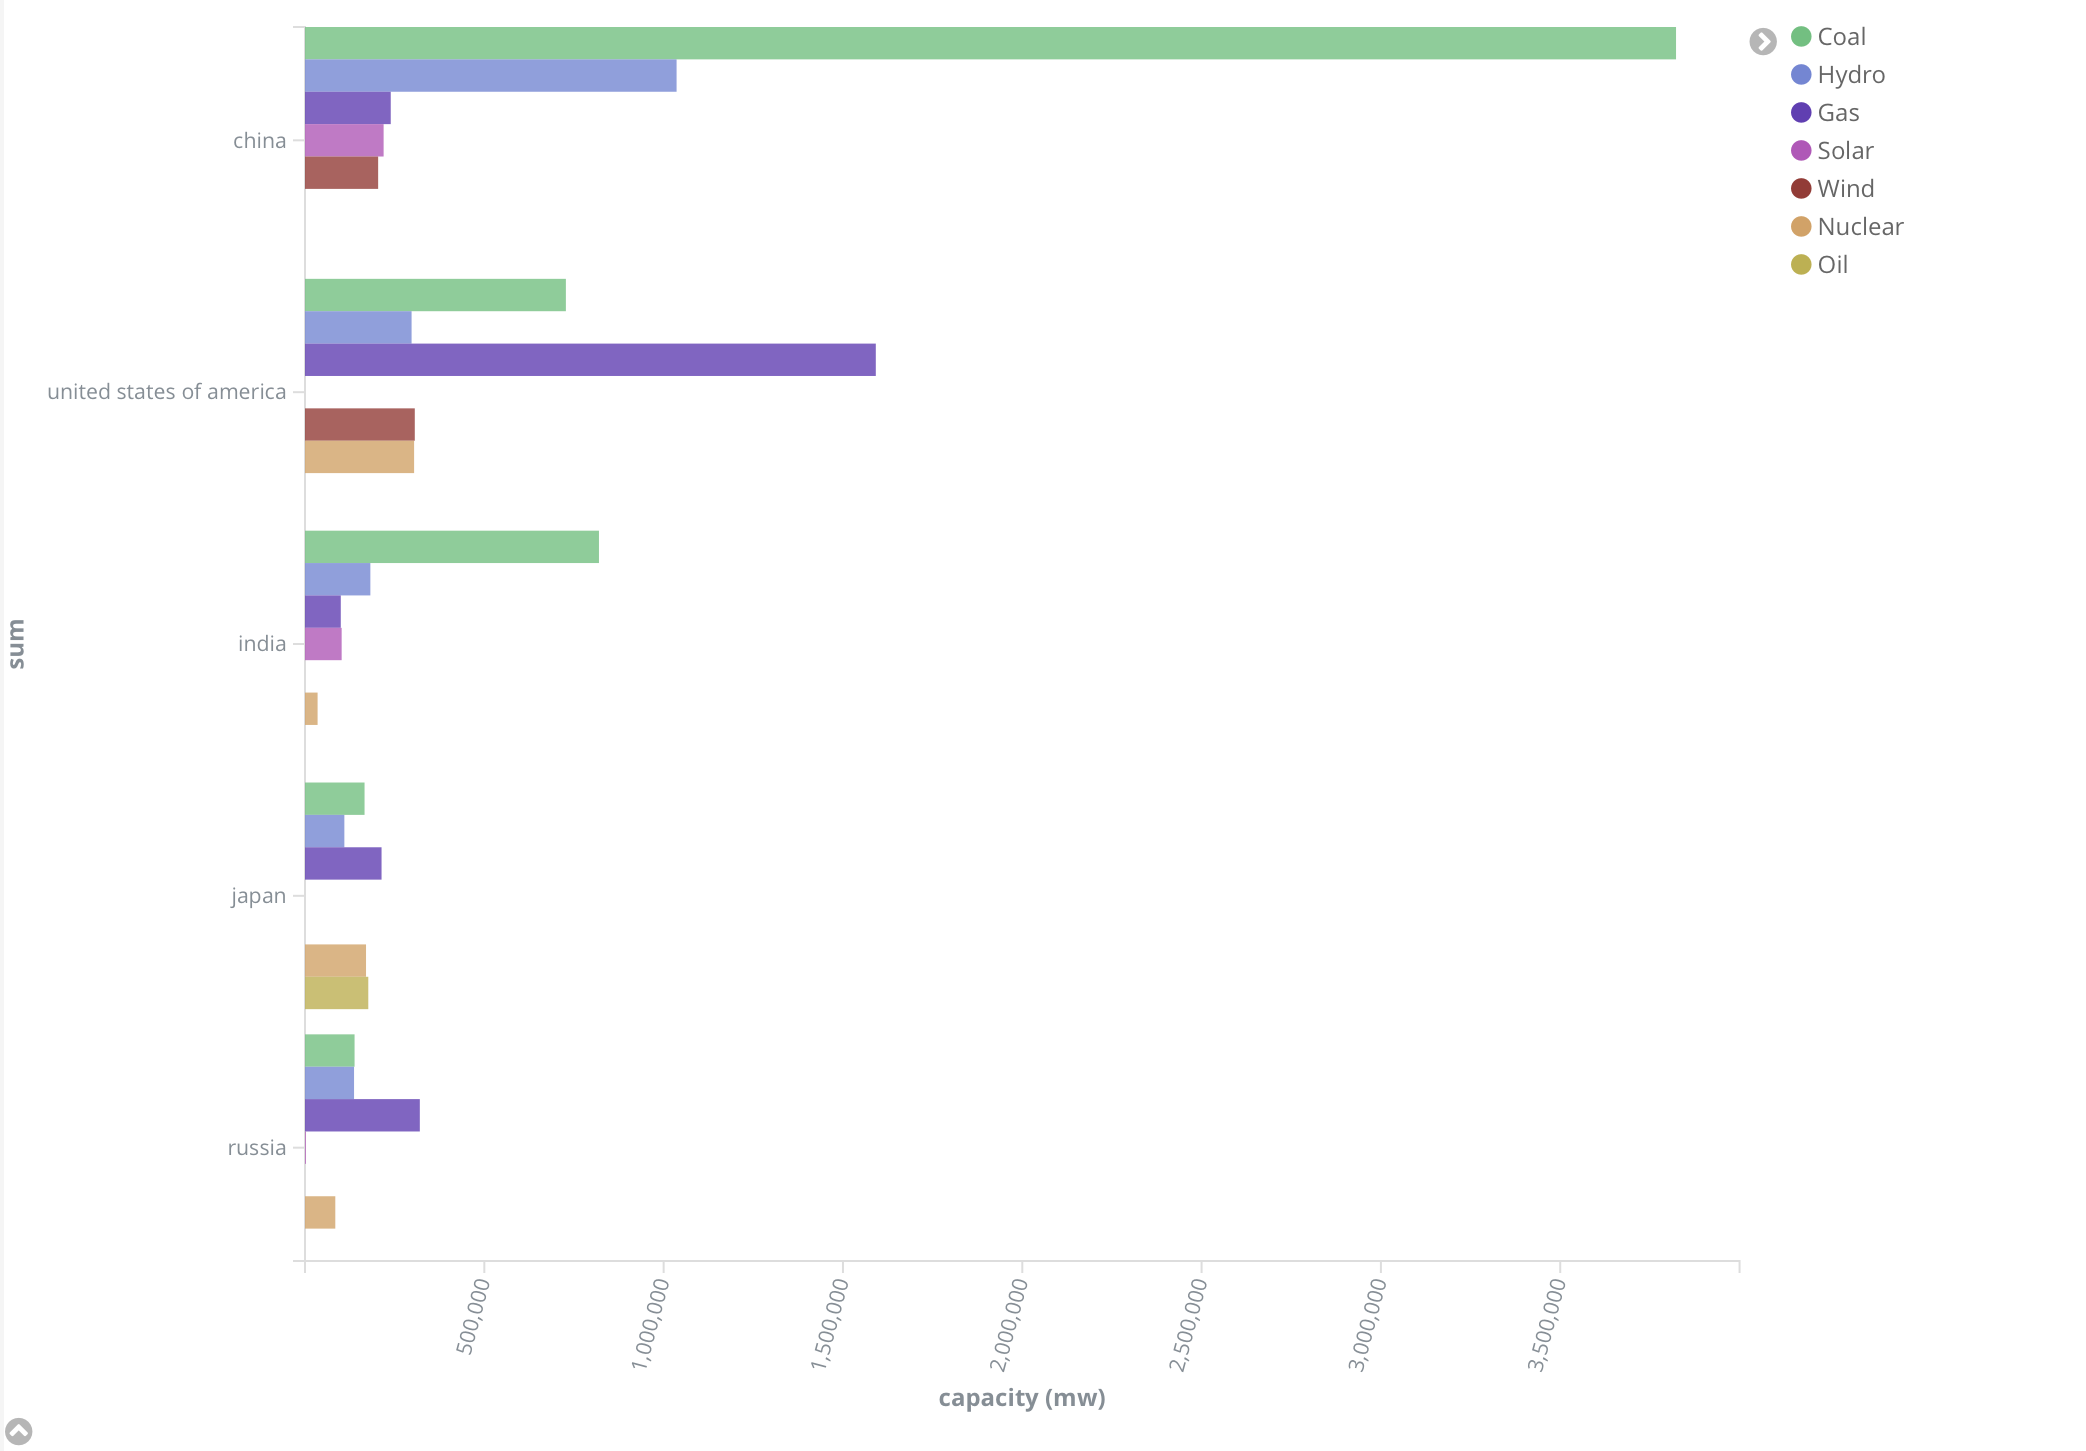 Coal
Hydro
Gas
Solar
Wind
Nuclear
Oil
china
united states of america
india
japan
russia
sum
500,000
1,000,000
1,500,000
2,000,000
2,500,000
3,000,000
3,500,000
capacity (mw)